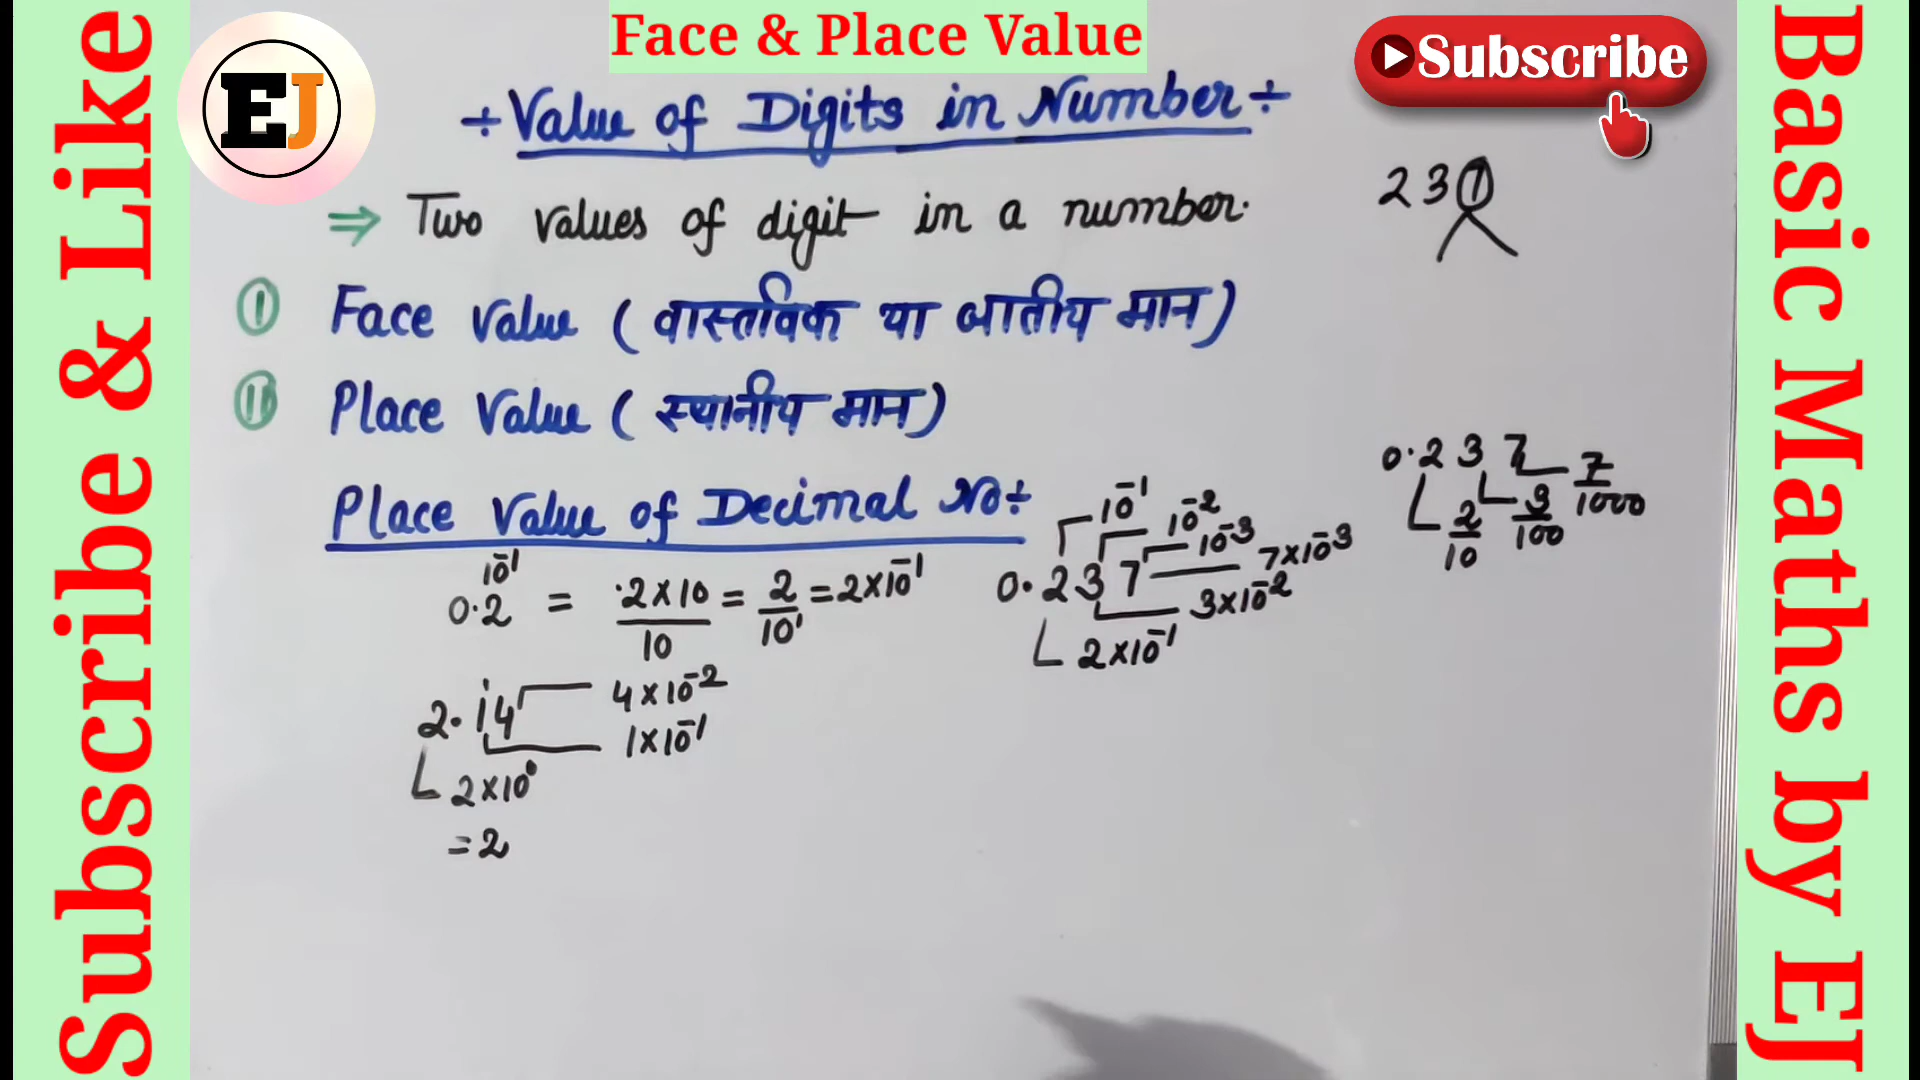 Face & Place Value
Subscribe & Like
EJ
Subscribe
Basic Maths by EJ
÷ Value of Digits in Number ÷
⇒ Two values of digit in a number.
2 3 1
I Face Value ( वास्तविक या जातीय मान )
II Place Value ( स्थानीय मान )
Place Value of Decimal No ÷
10⁻¹
0.2 = .2×10/10 = 2/10¹ = 2×10⁻¹
2.14
4×10⁻²
1×10⁻¹
2×10⁰
=2
10⁻¹
10⁻²
10⁻³
0.237
7×10⁻³
3×10⁻²
2×10⁻¹
0.237
7/1000
3/100
2/10